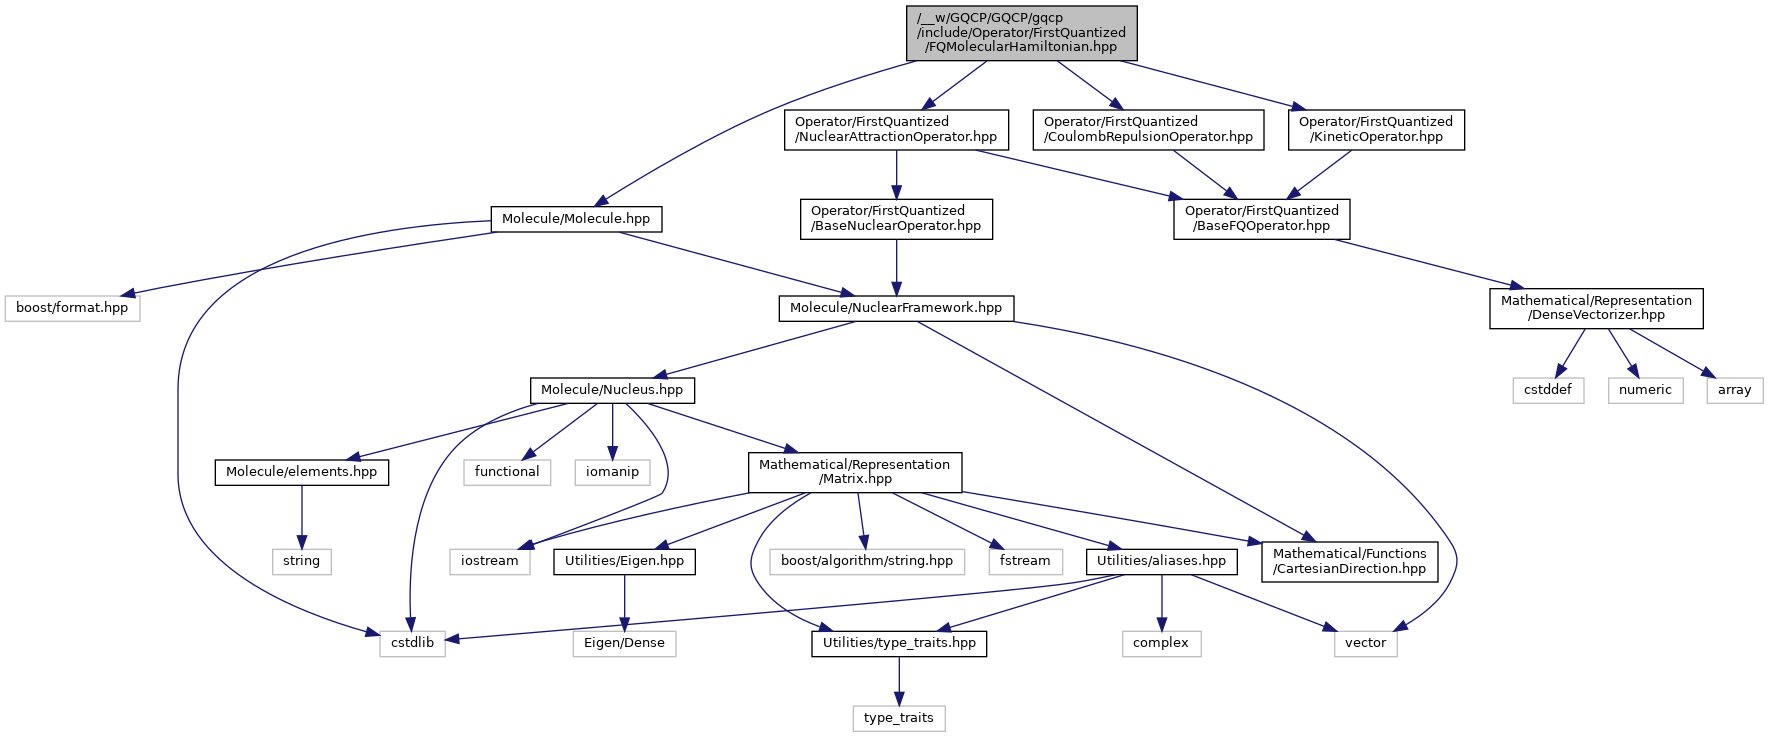 /__w/GQCP/GQCP/gqcp
/include/Operator/FirstQuantized
/FQMolecularHamiltonian.hpp
Operator/FirstQuantized
/NuclearAttractionOperator.hpp
Operator/FirstQuantized
/CoulombRepulsionOperator.hpp
Operator/FirstQuantized
/KineticOperator.hpp
Molecule/Molecule.hpp
Operator/FirstQuantized
/BaseNuclearOperator.hpp
Operator/FirstQuantized
/BaseFQOperator.hpp
boost/format.hpp
Molecule/NuclearFramework.hpp
Mathematical/Representation
/DenseVectorizer.hpp
Molecule/Nucleus.hpp
cstddef
numeric
array
Molecule/elements.hpp
functional
iomanip
Mathematical/Representation
/Matrix.hpp
string
iostream
Utilities/Eigen.hpp
boost/algorithm/string.hpp
fstream
Utilities/aliases.hpp
Mathematical/Functions
/CartesianDirection.hpp
cstdlib
Eigen/Dense
Utilities/type_traits.hpp
complex
vector
type_traits